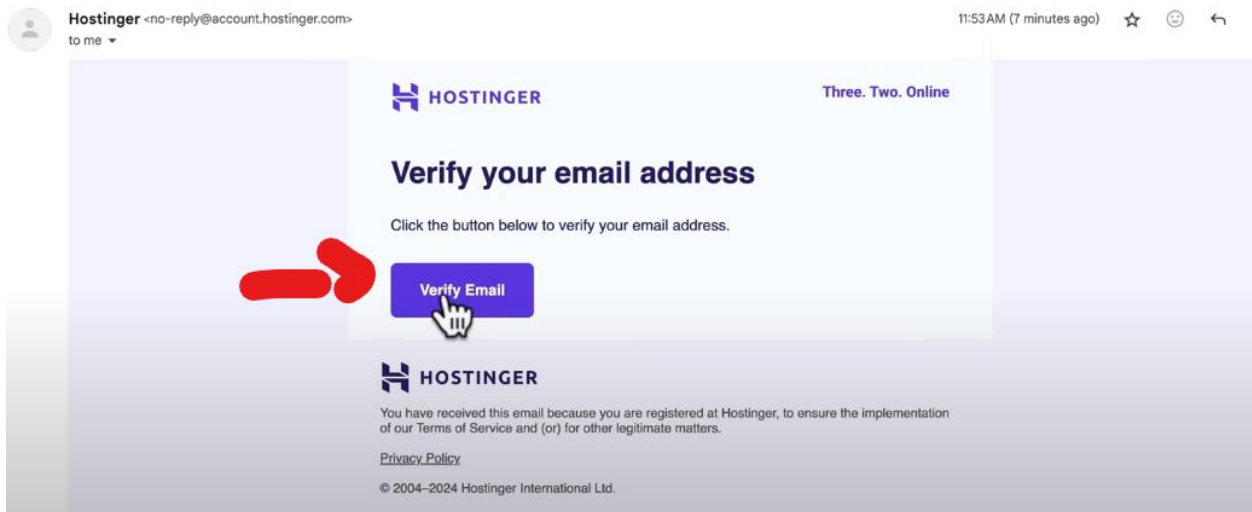 Hostinger <no-reply@account.hostinger.com>
11:53 AM (7 minutes ago)
to me
HOSTINGER
Three. Two. Online
Verify your email address
Click the button below to verify your email address.
Verify Email
HOSTINGER
You have received this email because you are registered at Hostinger, to ensure the implementation
of our Terms of Service and (or) for other legitimate matters.
Privacy Policy
© 2004–2024 Hostinger International Ltd.